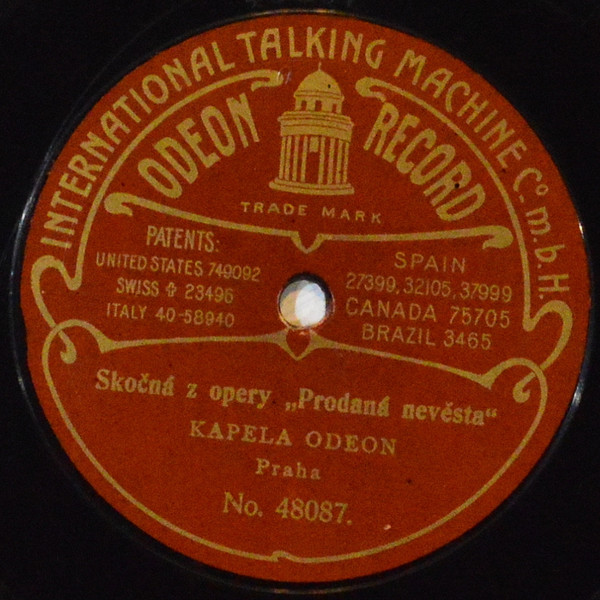 INTERNATIONAL TALKING MACHINE Co. m.b.H.
ODEON RECORD
TRADE MARK
PATENTS:
UNITED STATES 749092
SWISS ✚ 23496
ITALY 40-58940
SPAIN
27399, 32105, 37999
CANADA 75705
BRAZIL 3465
Skočná z opery „Prodaná nevěsta“
KAPELA ODEON
Praha
No. 48087.